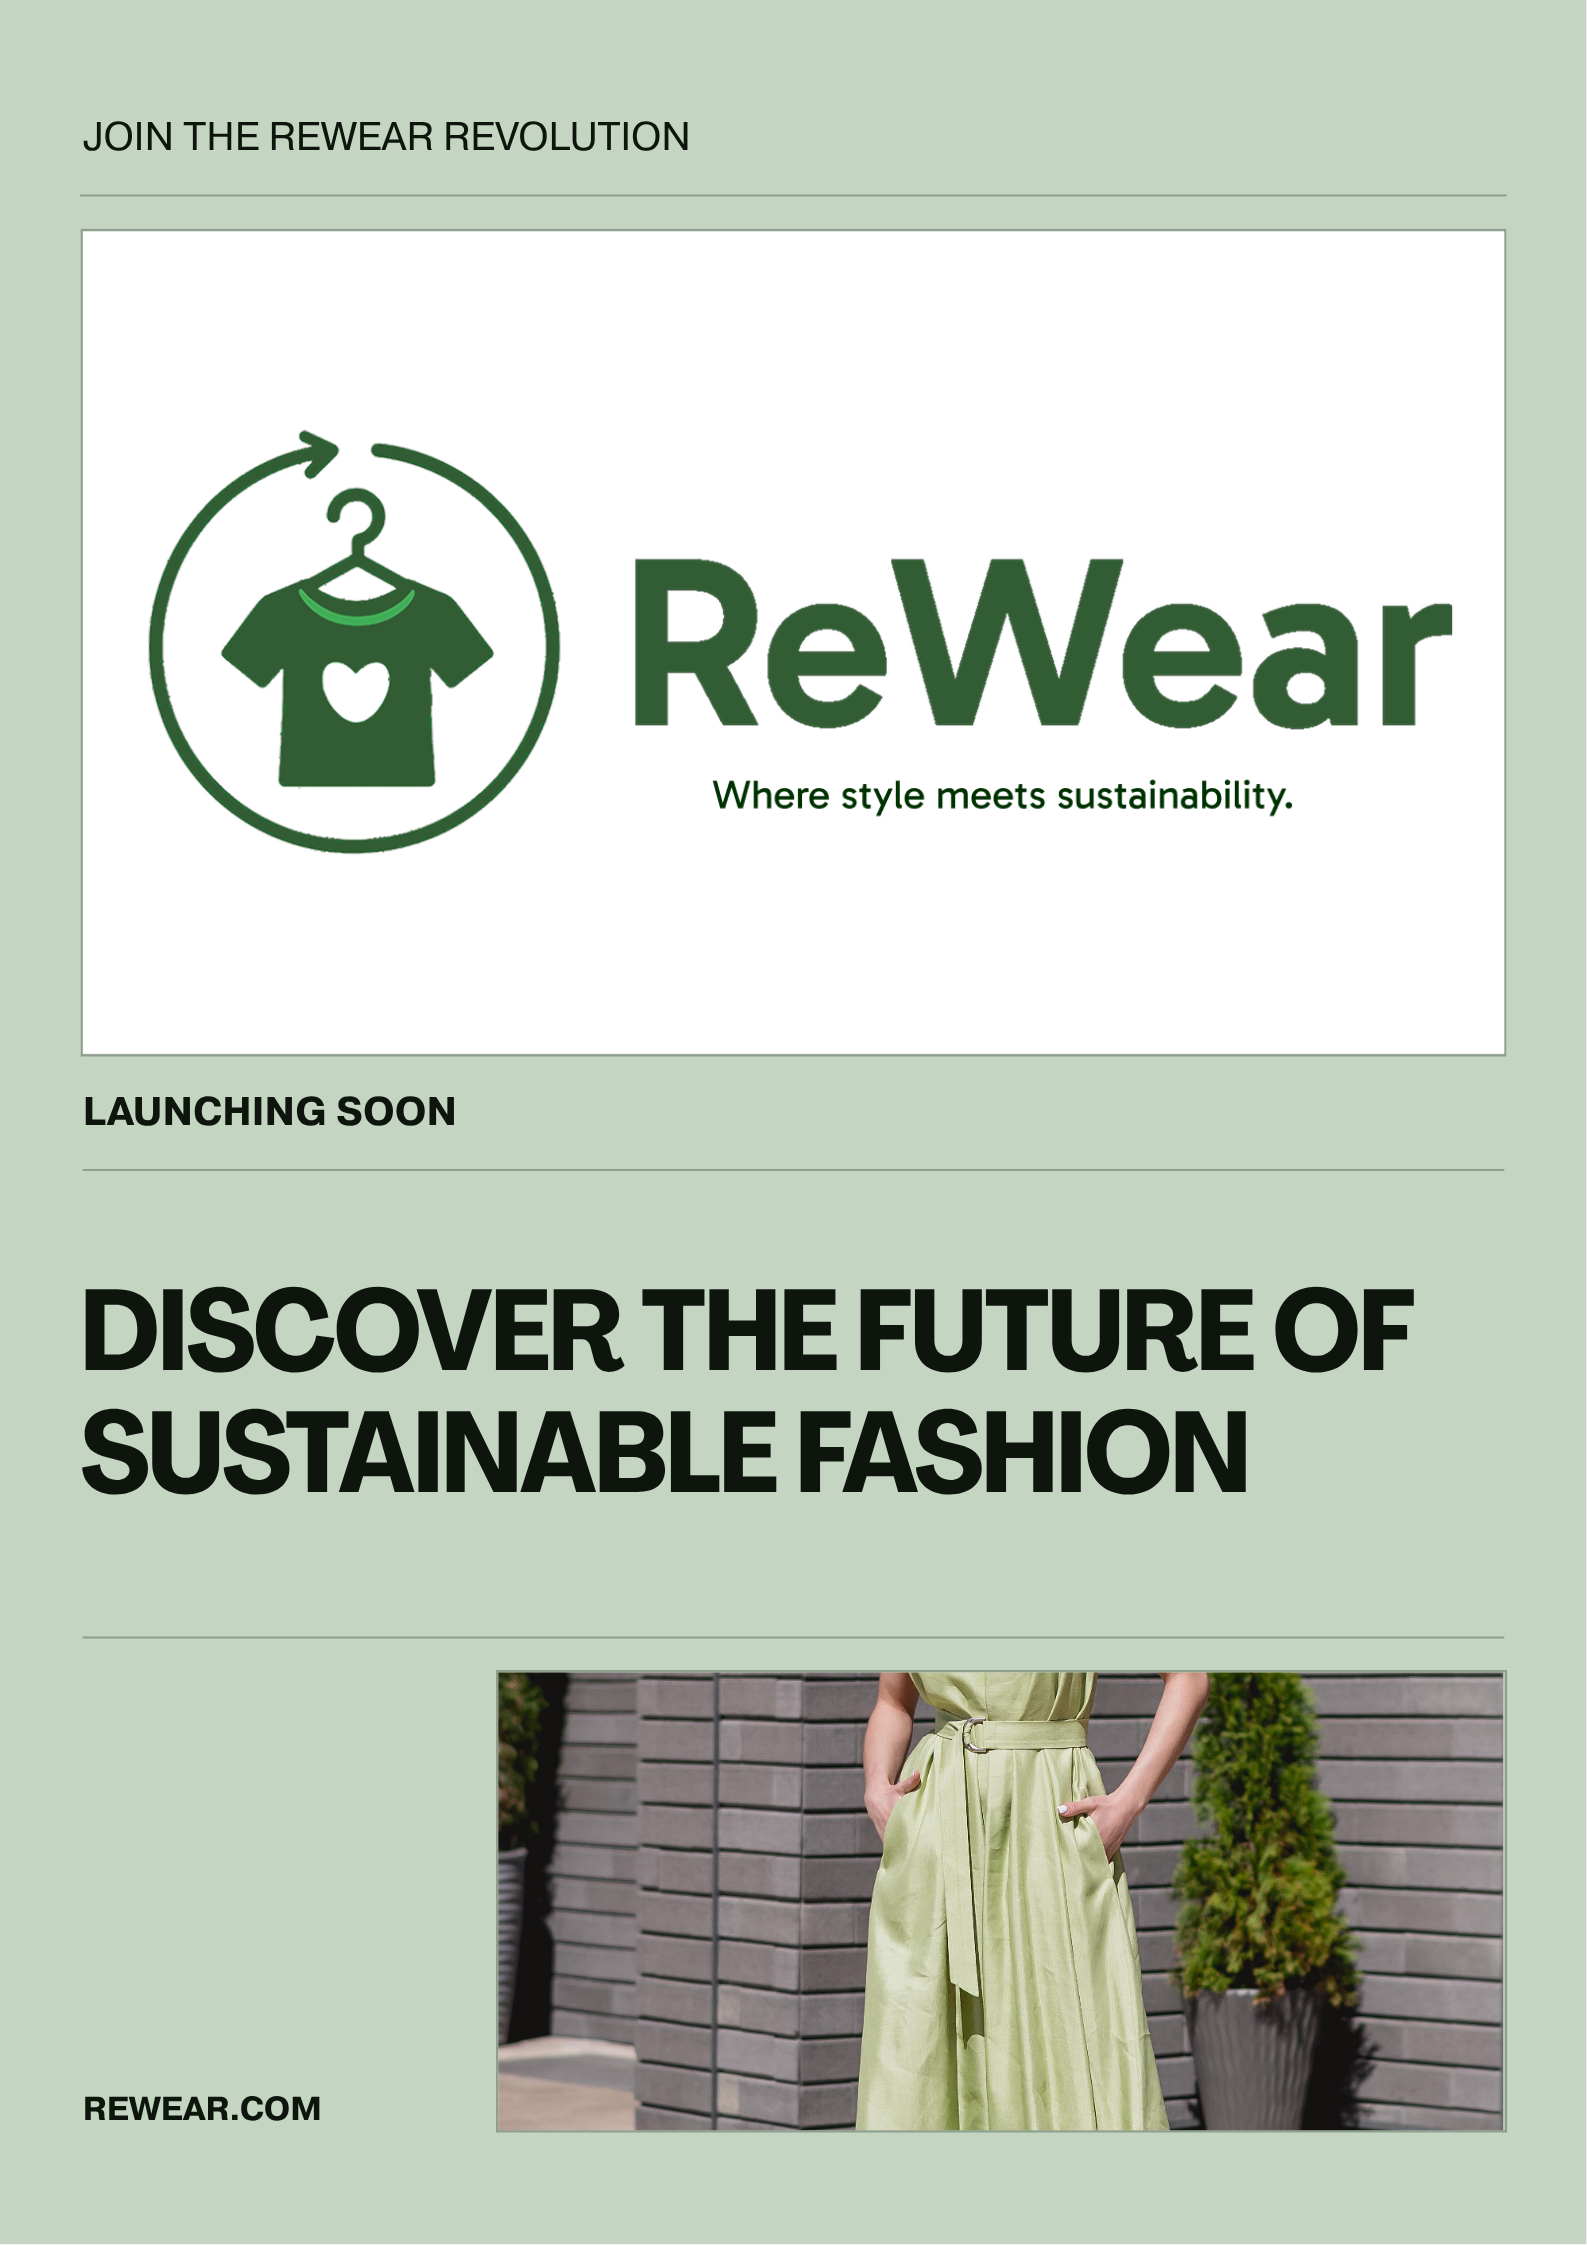 JOIN THE REWEAR REVOLUTION
ReWear
Where style meets sustainability.
LAUNCHING SOON
DISCOVER THE FUTURE OF
SUSTAINABLE FASHION
REWEAR.COM